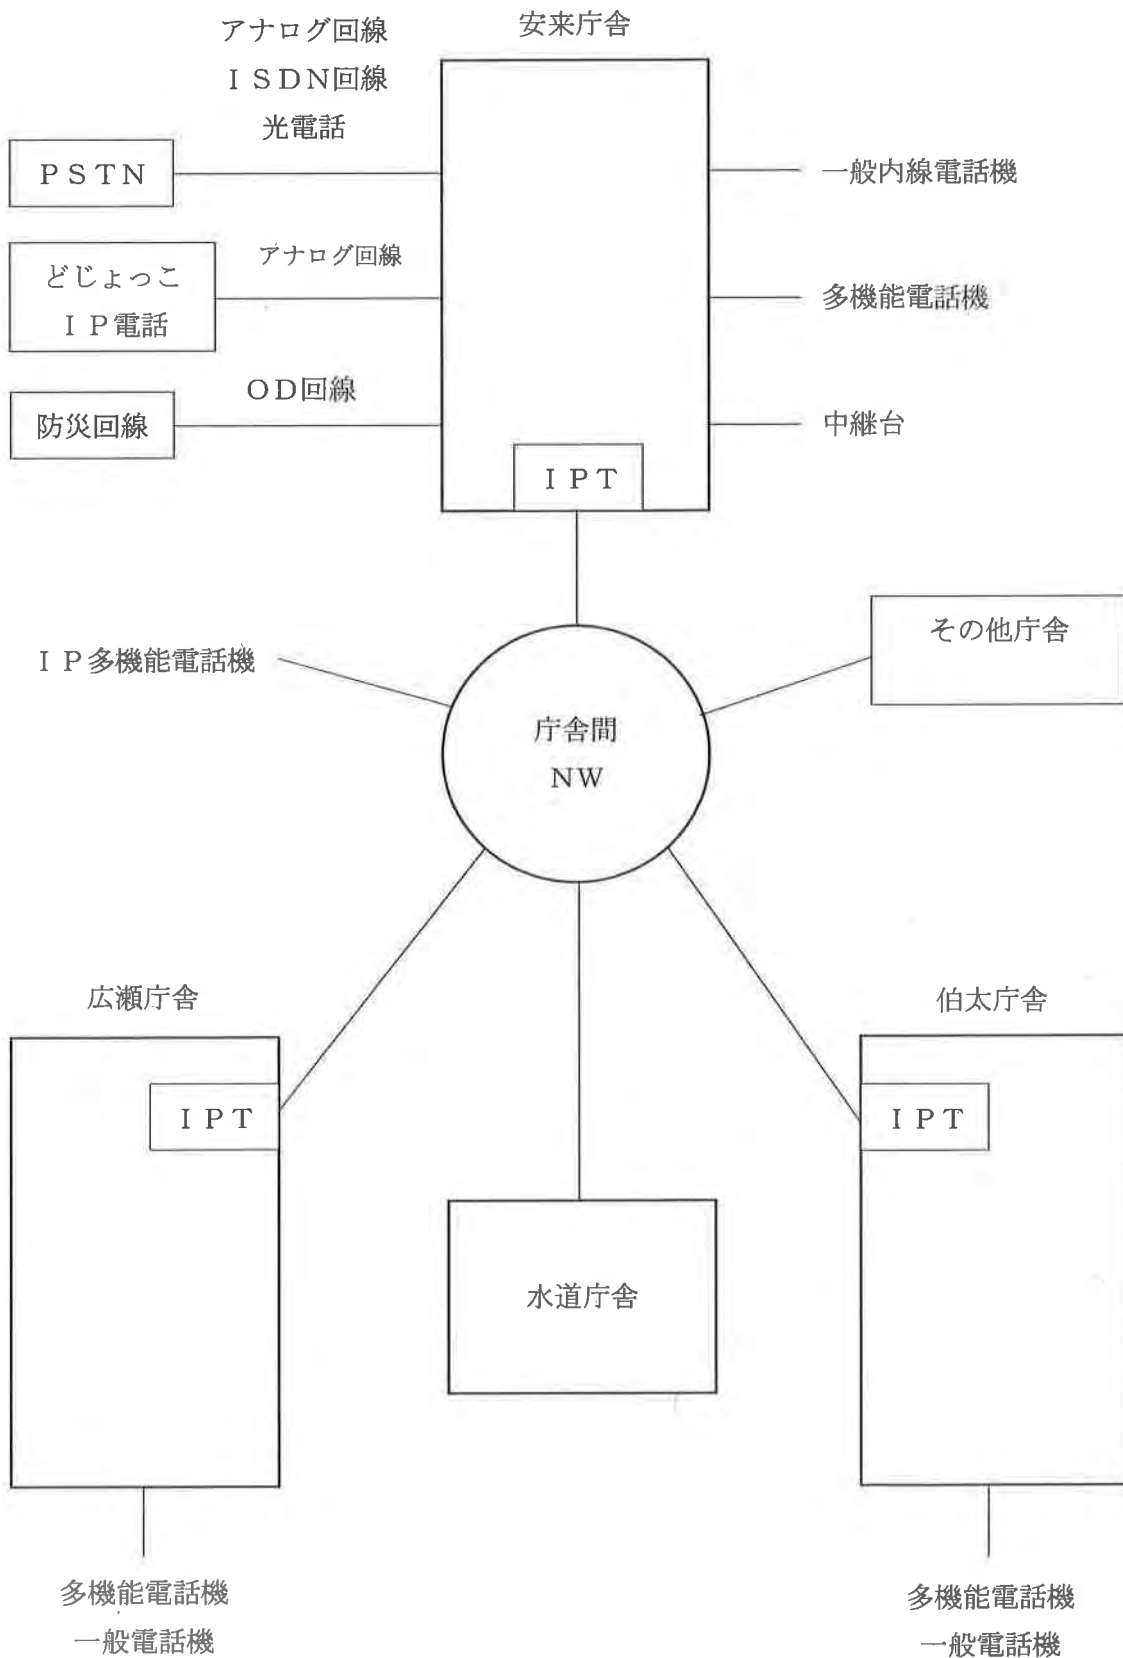 アナログ回線
ＩＳＤＮ回線
光電話
安来庁舎
ＰＳＴＮ
一般内線電話機
どじょっこ
ＩＰ電話
アナログ回線
多機能電話機
防災回線
ＯＤ回線
中継台
ＩＰＴ
その他庁舎
ＩＰ多機能電話機
庁舎間
ＮＷ
広瀬庁舎
伯太庁舎
ＩＰＴ
ＩＰＴ
水道庁舎
多機能電話機
一般電話機
多機能電話機
一般電話機